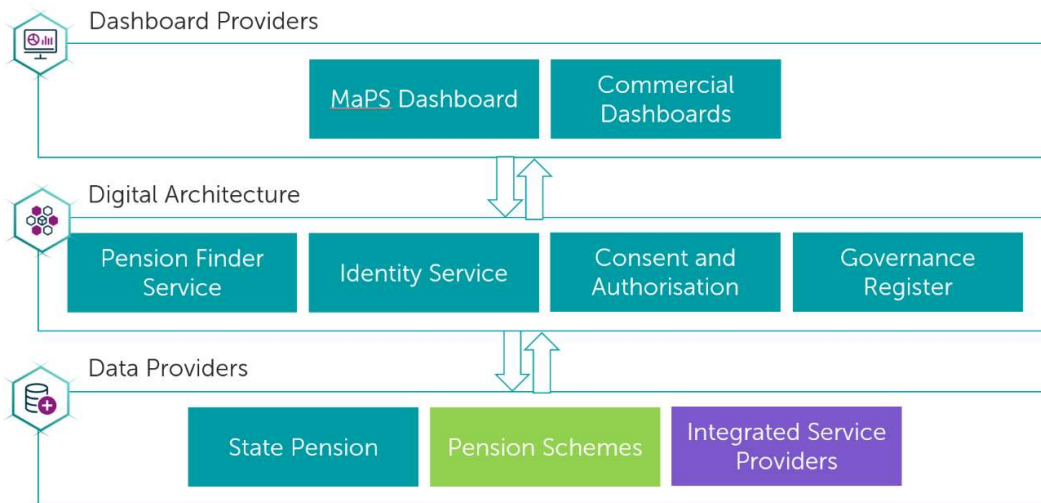 Dashboard Providers
MaPS Dashboard
Commercial
Dashboards
Digital Architecture
Pension Finder
Service
Identity Service
Consent and
Authorisation
Governance
Register
Data Providers
State Pension
Pension Schemes
Integrated Service
Providers